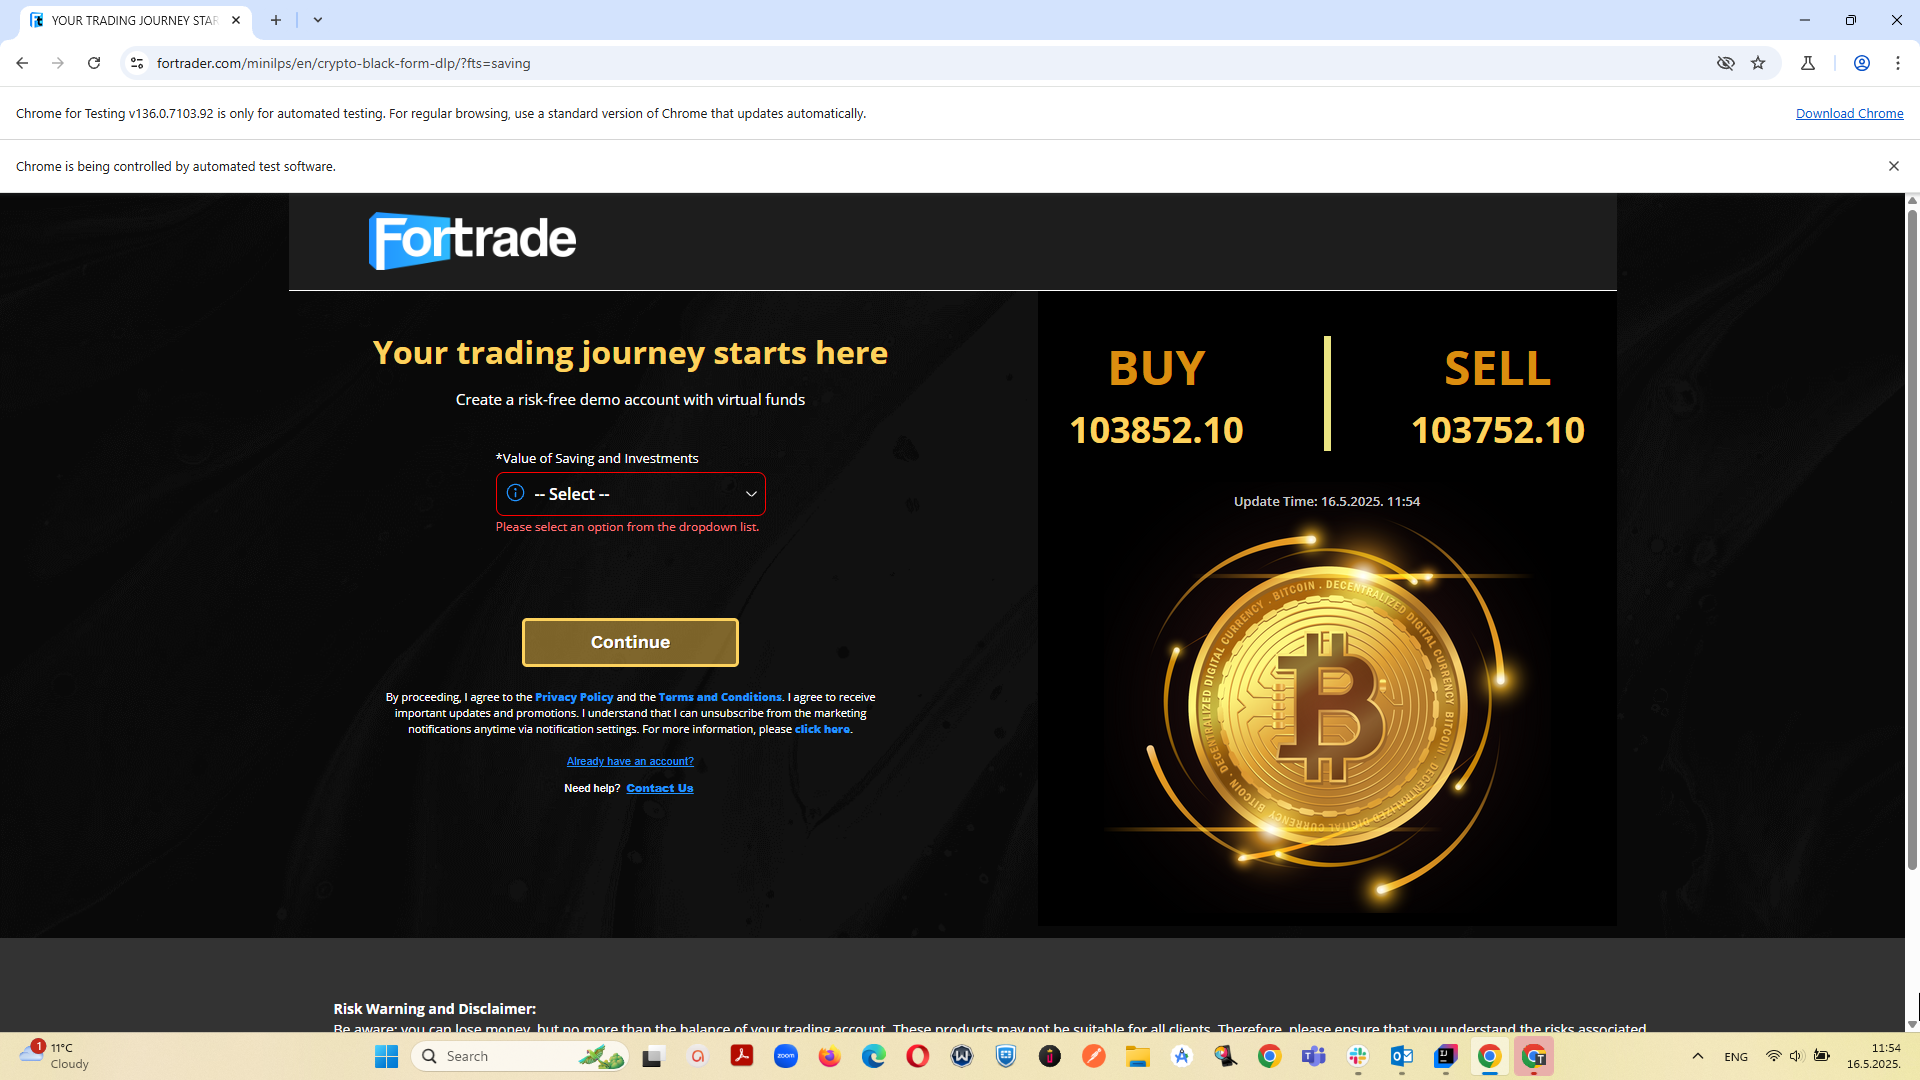 YOUR TRADING JOURNEY STAR
fortrader.com/minilps/en/crypto-black-form-dlp/?fts=saving
Chrome for Testing v136.0.7103.92 is only for automated testing. For regular browsing, use a standard version of Chrome that updates automatically.
Download Chrome
Chrome is being controlled by automated test software.
Fortrade
Your trading journey starts here
Create a risk-free demo account with virtual funds
*Value of Saving and Investments
-- Select --
Please select an option from the dropdown list.
Continue
By proceeding, I agree to the Privacy Policy and the Terms and Conditions. I agree to receive
important updates and promotions. I understand that I can unsubscribe from the marketing
notifications anytime via notification settings. For more information, please click here.
Already have an account?
Need help? Contact Us
BUY
103852.10
SELL
103752.10
Update Time: 16.5.2025. 11:54
BITCOIN . DECENTRALIZED DIGITAL CURRENCY . BITCOIN . DECENTRALIZED DIGITAL CURRENCY . BITCOIN . DECENTRALIZED DIGITAL CURRENCY .
Risk Warning and Disclaimer:
Be aware: you can lose money, but no more than the balance of your trading account. These products may not be suitable for all clients. Therefore, please ensure that you understand the risks associated
1
11°C
Cloudy
Search
zoom
ENG
11:54
16.5.2025.